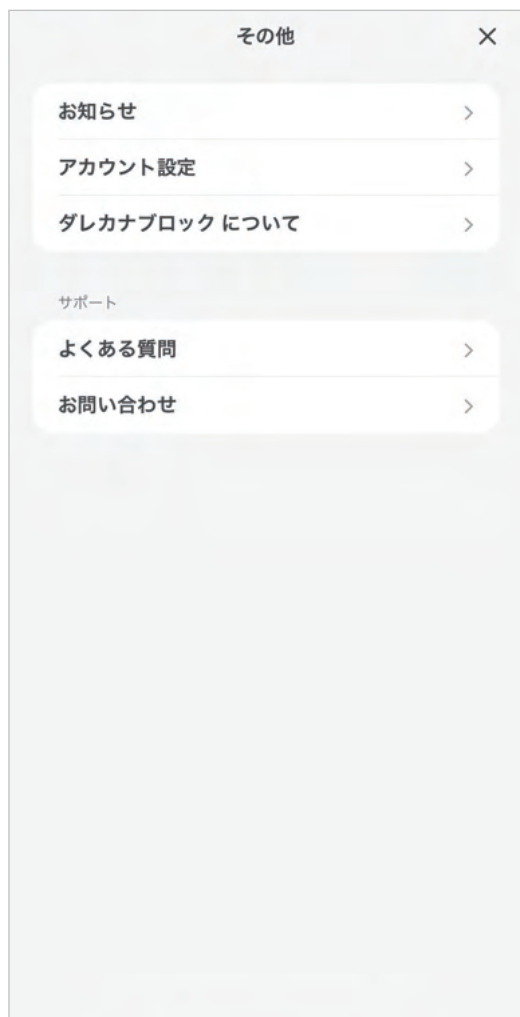 その他
お知らせ
アカウント設定
ダレカナブロック について
サポート
よくある質問
お問い合わせ